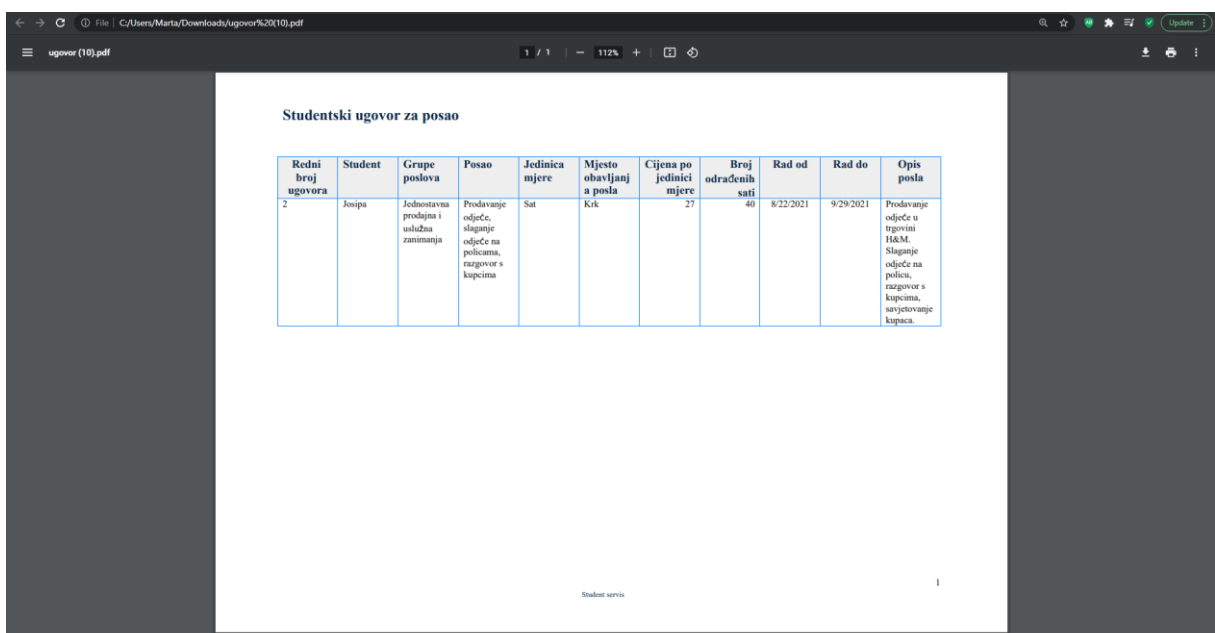 File | C:/Users/Marta/Downloads/ugovor%20(10).pdf
Update
ugovor (10).pdf
1 / 1
112%
Studentski ugovor za posao
Redni broj ugovora
Student
Grupe poslova
Posao
Jedinica mjere
Mjesto obavljanja posla
Cijena po jedinici mjere
Broj odrađenih sati
Rad od
Rad do
Opis posla
2
Josipa
Jednostavna
prodajna i
uslužna
zanimanja
Prodavanje
odjeće,
slaganje
odjeće na
policama,
razgovor s
kupcima
Sat
Krk
27
40
8/22/2021
9/29/2021
Prodavanje
odjeće u
trgovini
H&M.
Slaganje
odjeće na
policu,
razgovor s
kupcima,
savjetovanje
kupaca.
1
Student servis